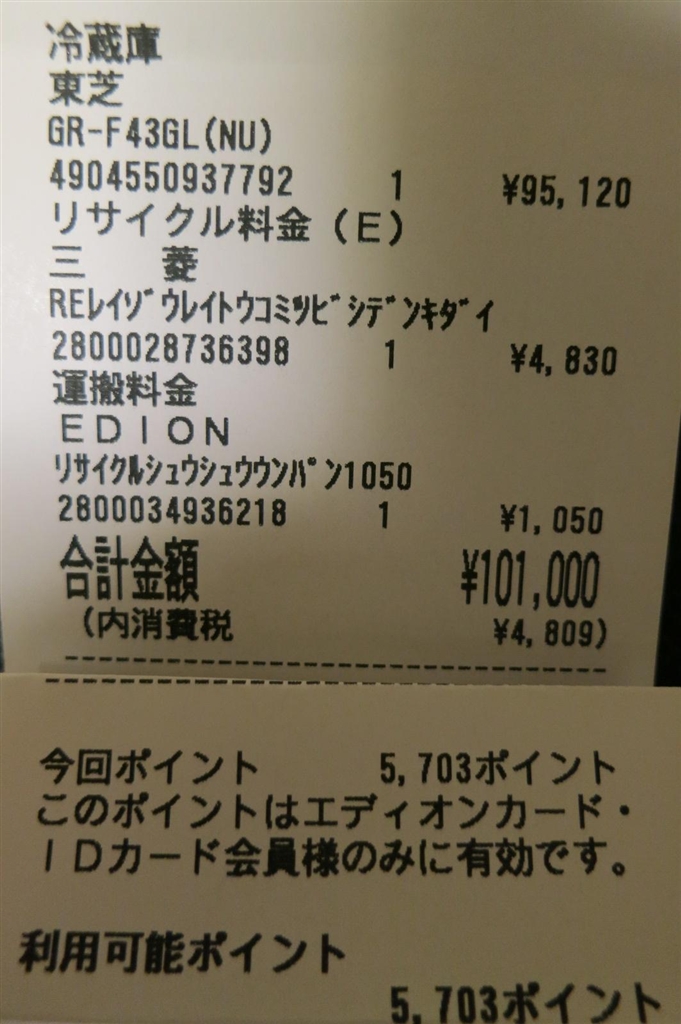 冷蔵庫
東芝
GR-F43GL(NU)
4904550937792 1 ¥95,120
リサイクル料金(E)
三 菱
REレイゾウレイトウコミツビシデンキダイ
2800028736398 1 ¥4,830
運搬料金
EDION
リサイクルシュウシュウウンパン1050
2800034936218 1 ¥1,050
合計金額 ¥101,000
(内消費税 ¥4,809)
今回ポイント 5,703ポイント
このポイントはエディオンカード・
IDカード会員様のみに有効です。
利用可能ポイント
5,703ポイント